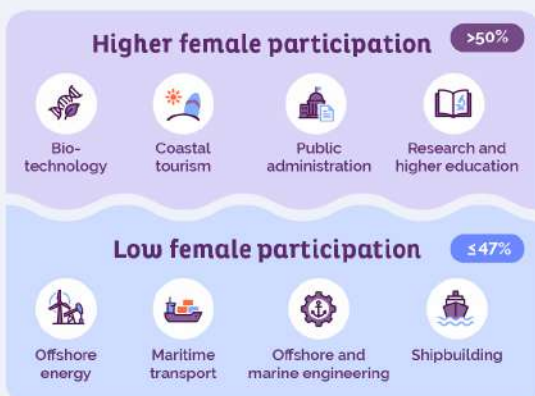 Higher female participation
>50%
Bio-
technology
Coastal
tourism
Public
administration
Research and
higher education
Low female participation
≤47%
Offshore
energy
Maritime
transport
Offshore and
marine engineering
Shipbuilding